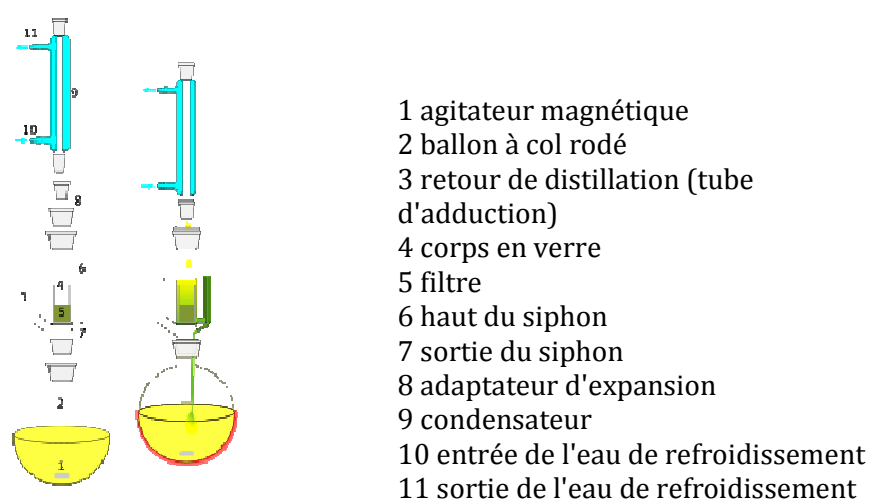 11
9
10
8
6
4
5
7
2
1
1 agitateur magnétique
2 ballon à col rodé
3 retour de distillation (tube
d'adduction)
4 corps en verre
5 filtre
6 haut du siphon
7 sortie du siphon
8 adaptateur d'expansion
9 condensateur
10 entrée de l'eau de refroidissement
11 sortie de l'eau de refroidissement